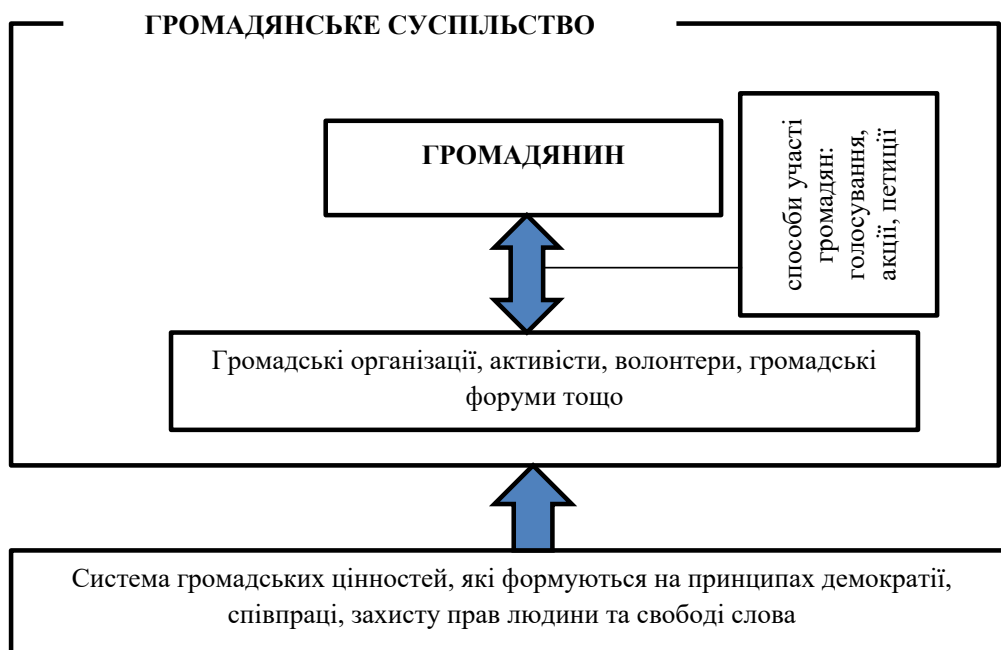 ГРОМАДЯНСЬКЕ СУСПІЛЬСТВО
ГРОМАДЯНИН
способи участі
громадян:
голосування,
акції, петиції
Громадські організації, активісти, волонтери, громадські
форуми тощо
Система громадських цінностей, які формуються на принципах демократії,
співпраці, захисту прав людини та свободі слова